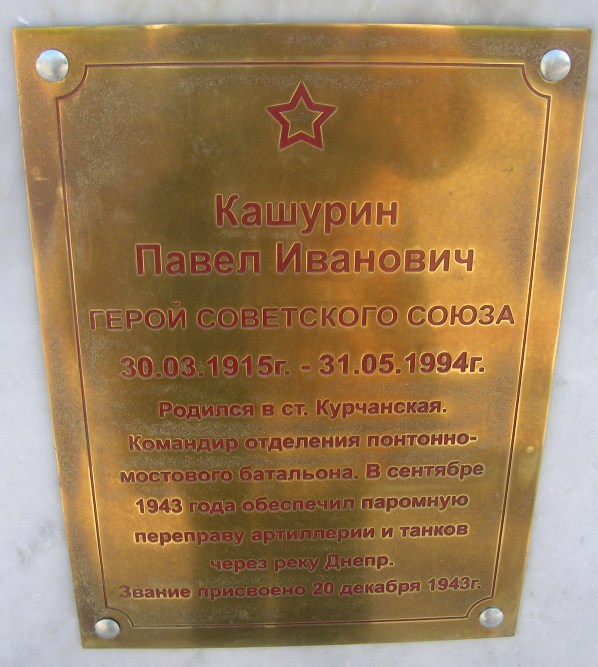 Кашурин
Павел Иванович
ГЕРОЙ СОВЕТСКОГО СОЮЗА
30.03.1915г. - 31.05.1994г.
Родился в ст. Курчанская.
Командир отделения понтонно-
мостового батальона. В сентябре
1943 года обеспечил паромную
переправу артиллерии и танков
через реку Днепр.
Звание присвоено 20 декабря 1943г.